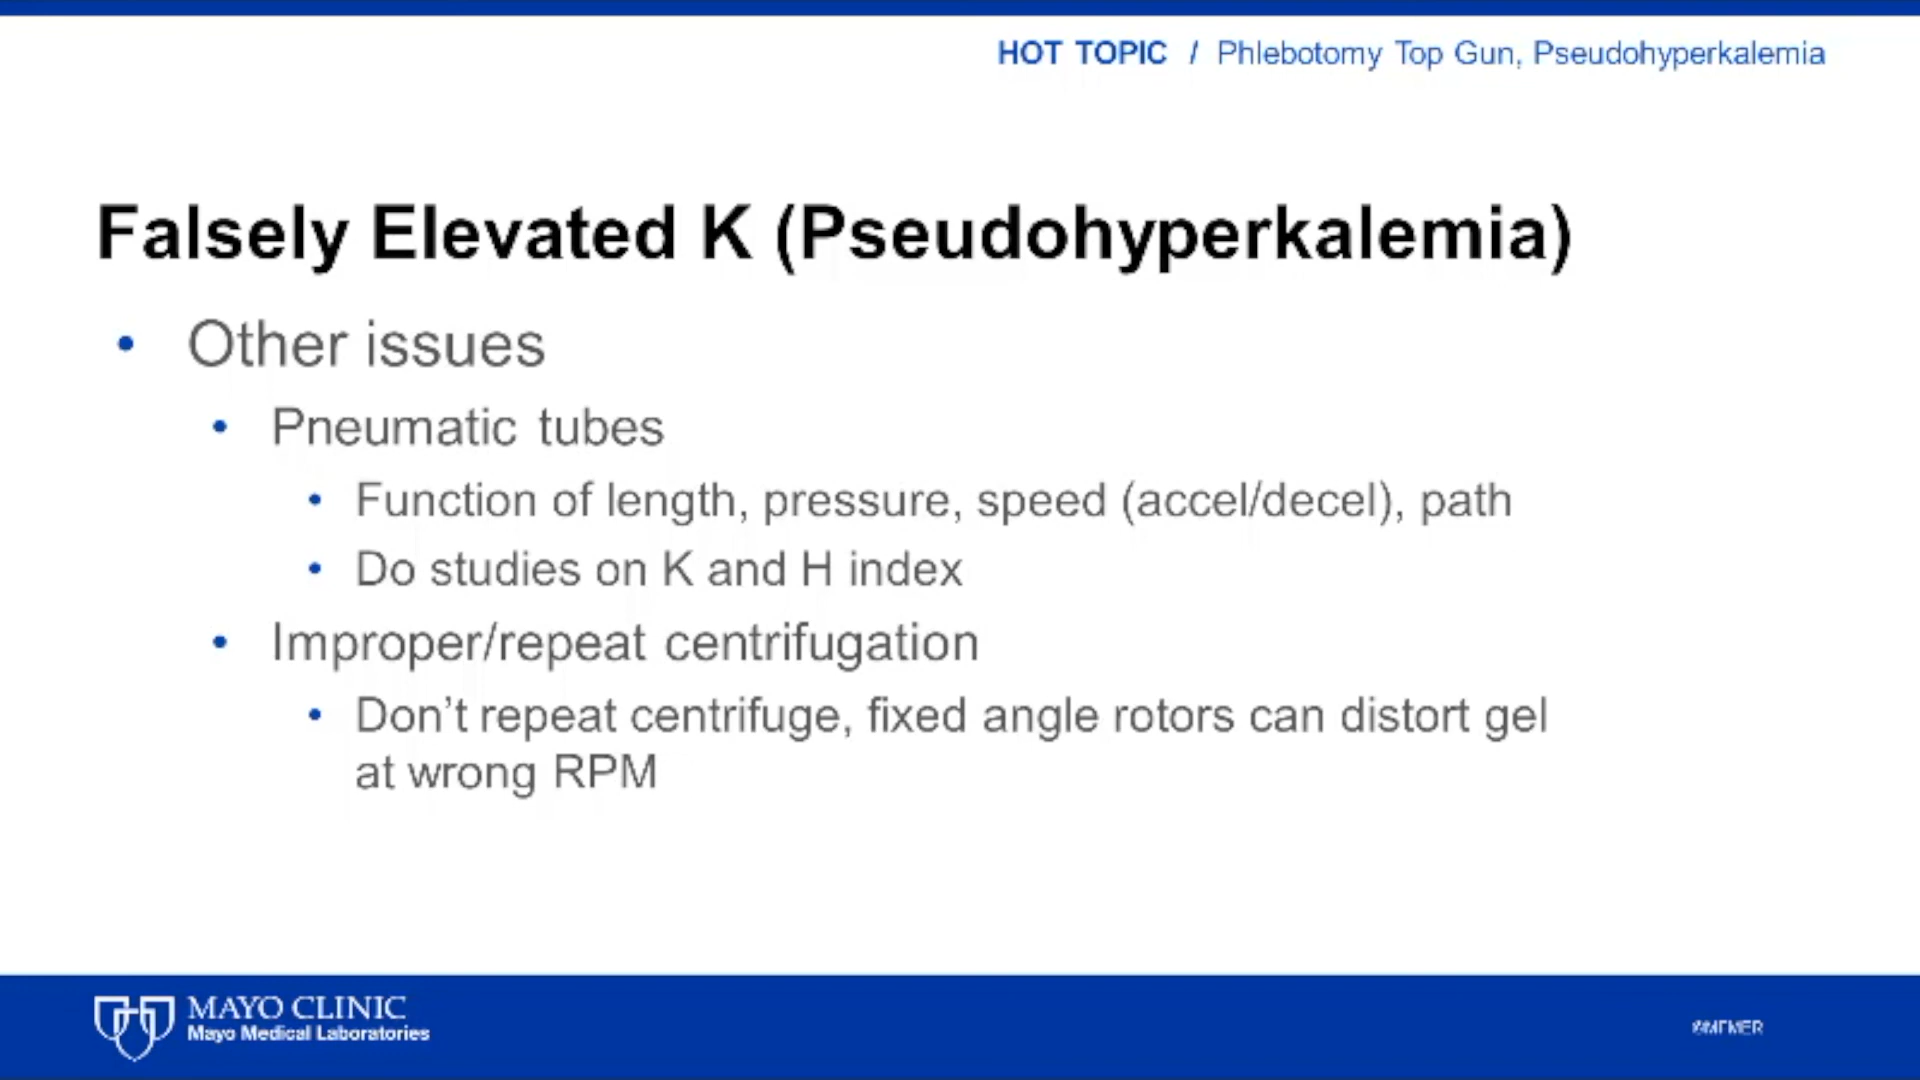 HOT TOPIC / Phlebotomy Top Gun, Pseudohyperkalemia
Falsely Elevated K (Pseudohyperkalemia)
• Other issues
• Pneumatic tubes
• Function of length, pressure, speed (accel/decel), path
• Do studies on K and H index
• Improper/repeat centrifugation
• Don't repeat centrifuge, fixed angle rotors can distort gel
at wrong RPM
MAYO CLINIC
Mayo Medical Laboratories
©MFMER